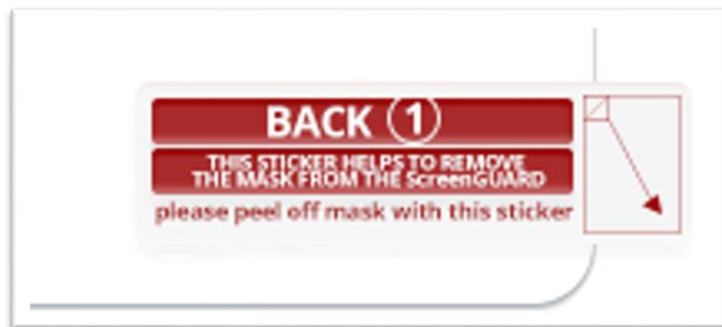 BACK 1
THIS STICKER HELPS TO REMOVE
THE MASK FROM THE ScreenGUARD
please peel off mask with this sticker